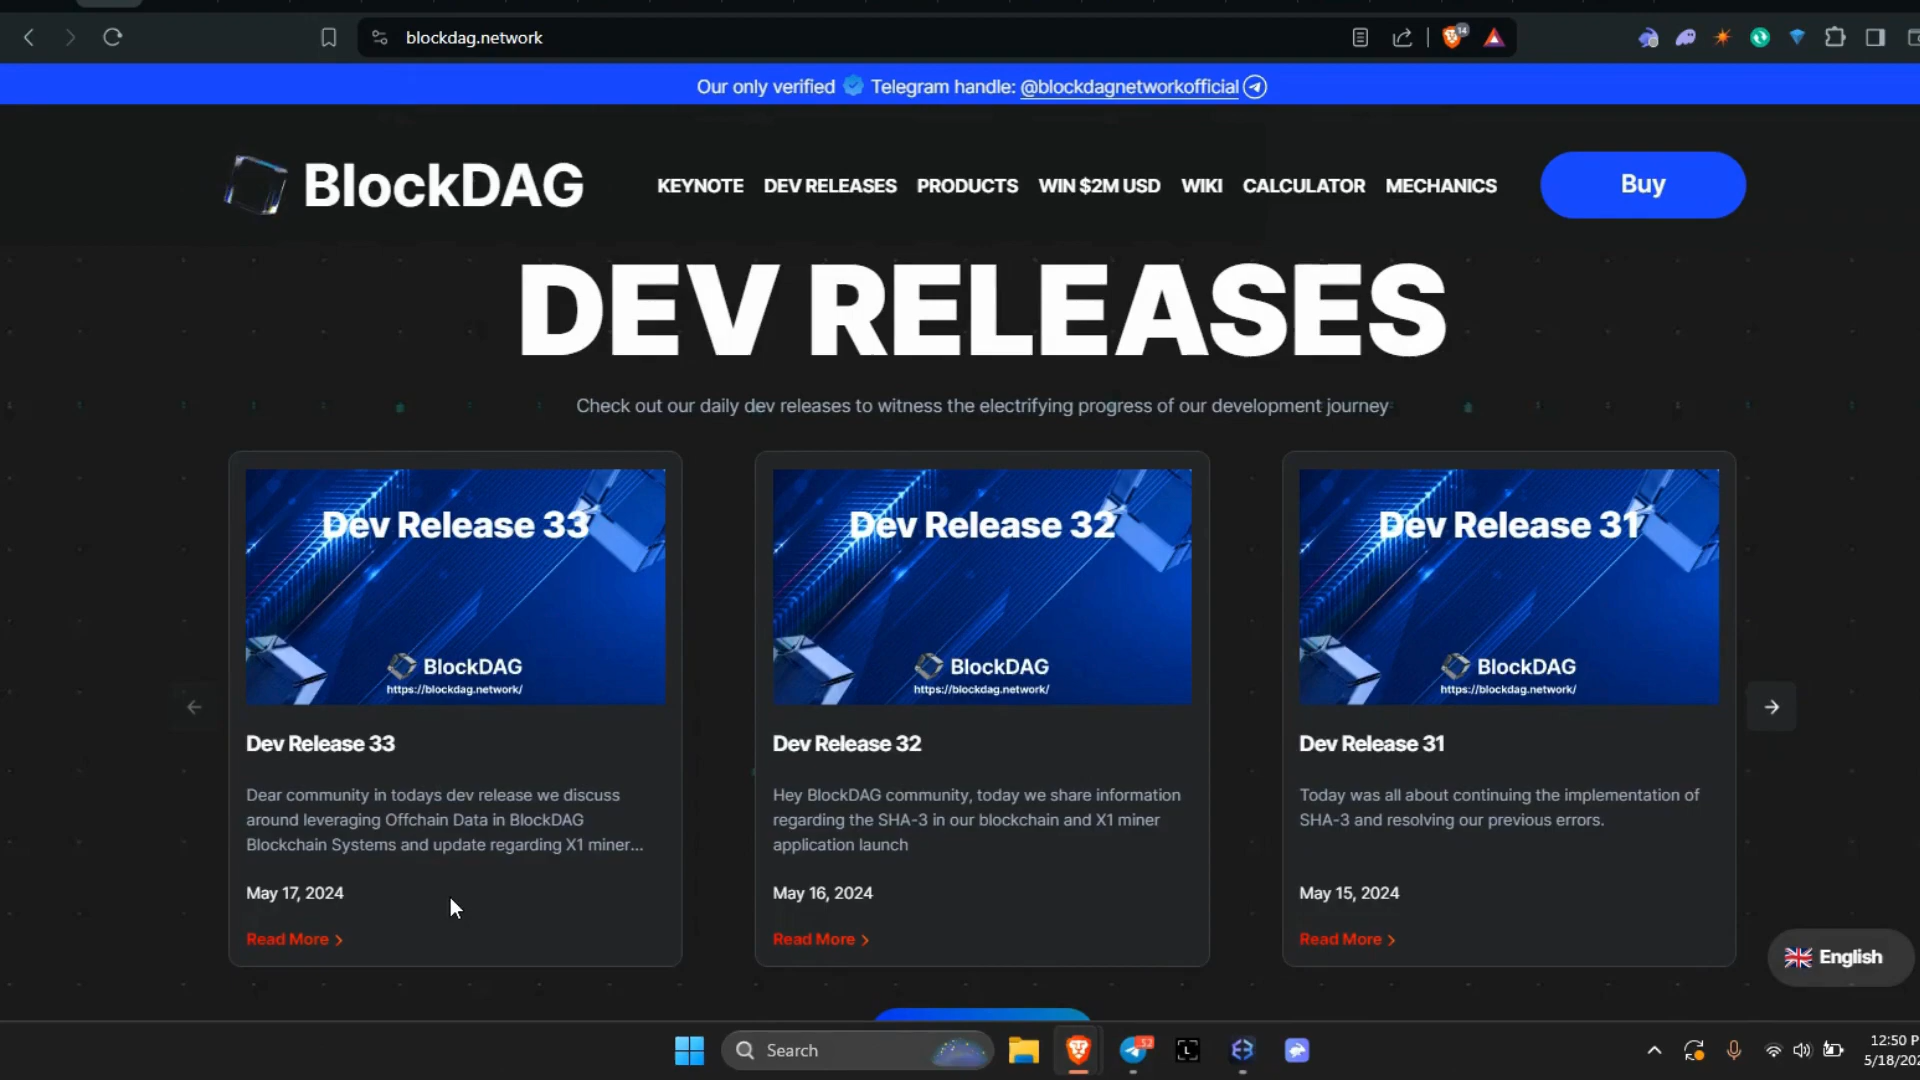 blockdag.network
14
Our only verified Telegram handle: @blockdagnetworkofficial
BlockDAG
KEYNOTE DEV RELEASES PRODUCTS WIN $2M USD WIKI CALCULATOR MECHANICS
Buy
DEV RELEASES
Check out our daily dev releases to witness the electrifying progress of our development journey
Dev Release 33
BlockDAG
https://blockdag.network/
Dev Release 33
Dear community in todays dev release we discuss
around leveraging Offchain Data in BlockDAG
Blockchain Systems and update regarding X1 miner...
May 17, 2024
Read More
Dev Release 32
BlockDAG
https://blockdag.network/
Dev Release 32
Hey BlockDAG community, today we share information
regarding the SHA-3 in our blockchain and X1 miner
application launch
May 16, 2024
Read More
Dev Release 31
BlockDAG
https://blockdag.network/
Dev Release 31
Today was all about continuing the implementation of
SHA-3 and resolving our previous errors.
May 15, 2024
Read More
English
Search
L
12:50 P
5/18/202